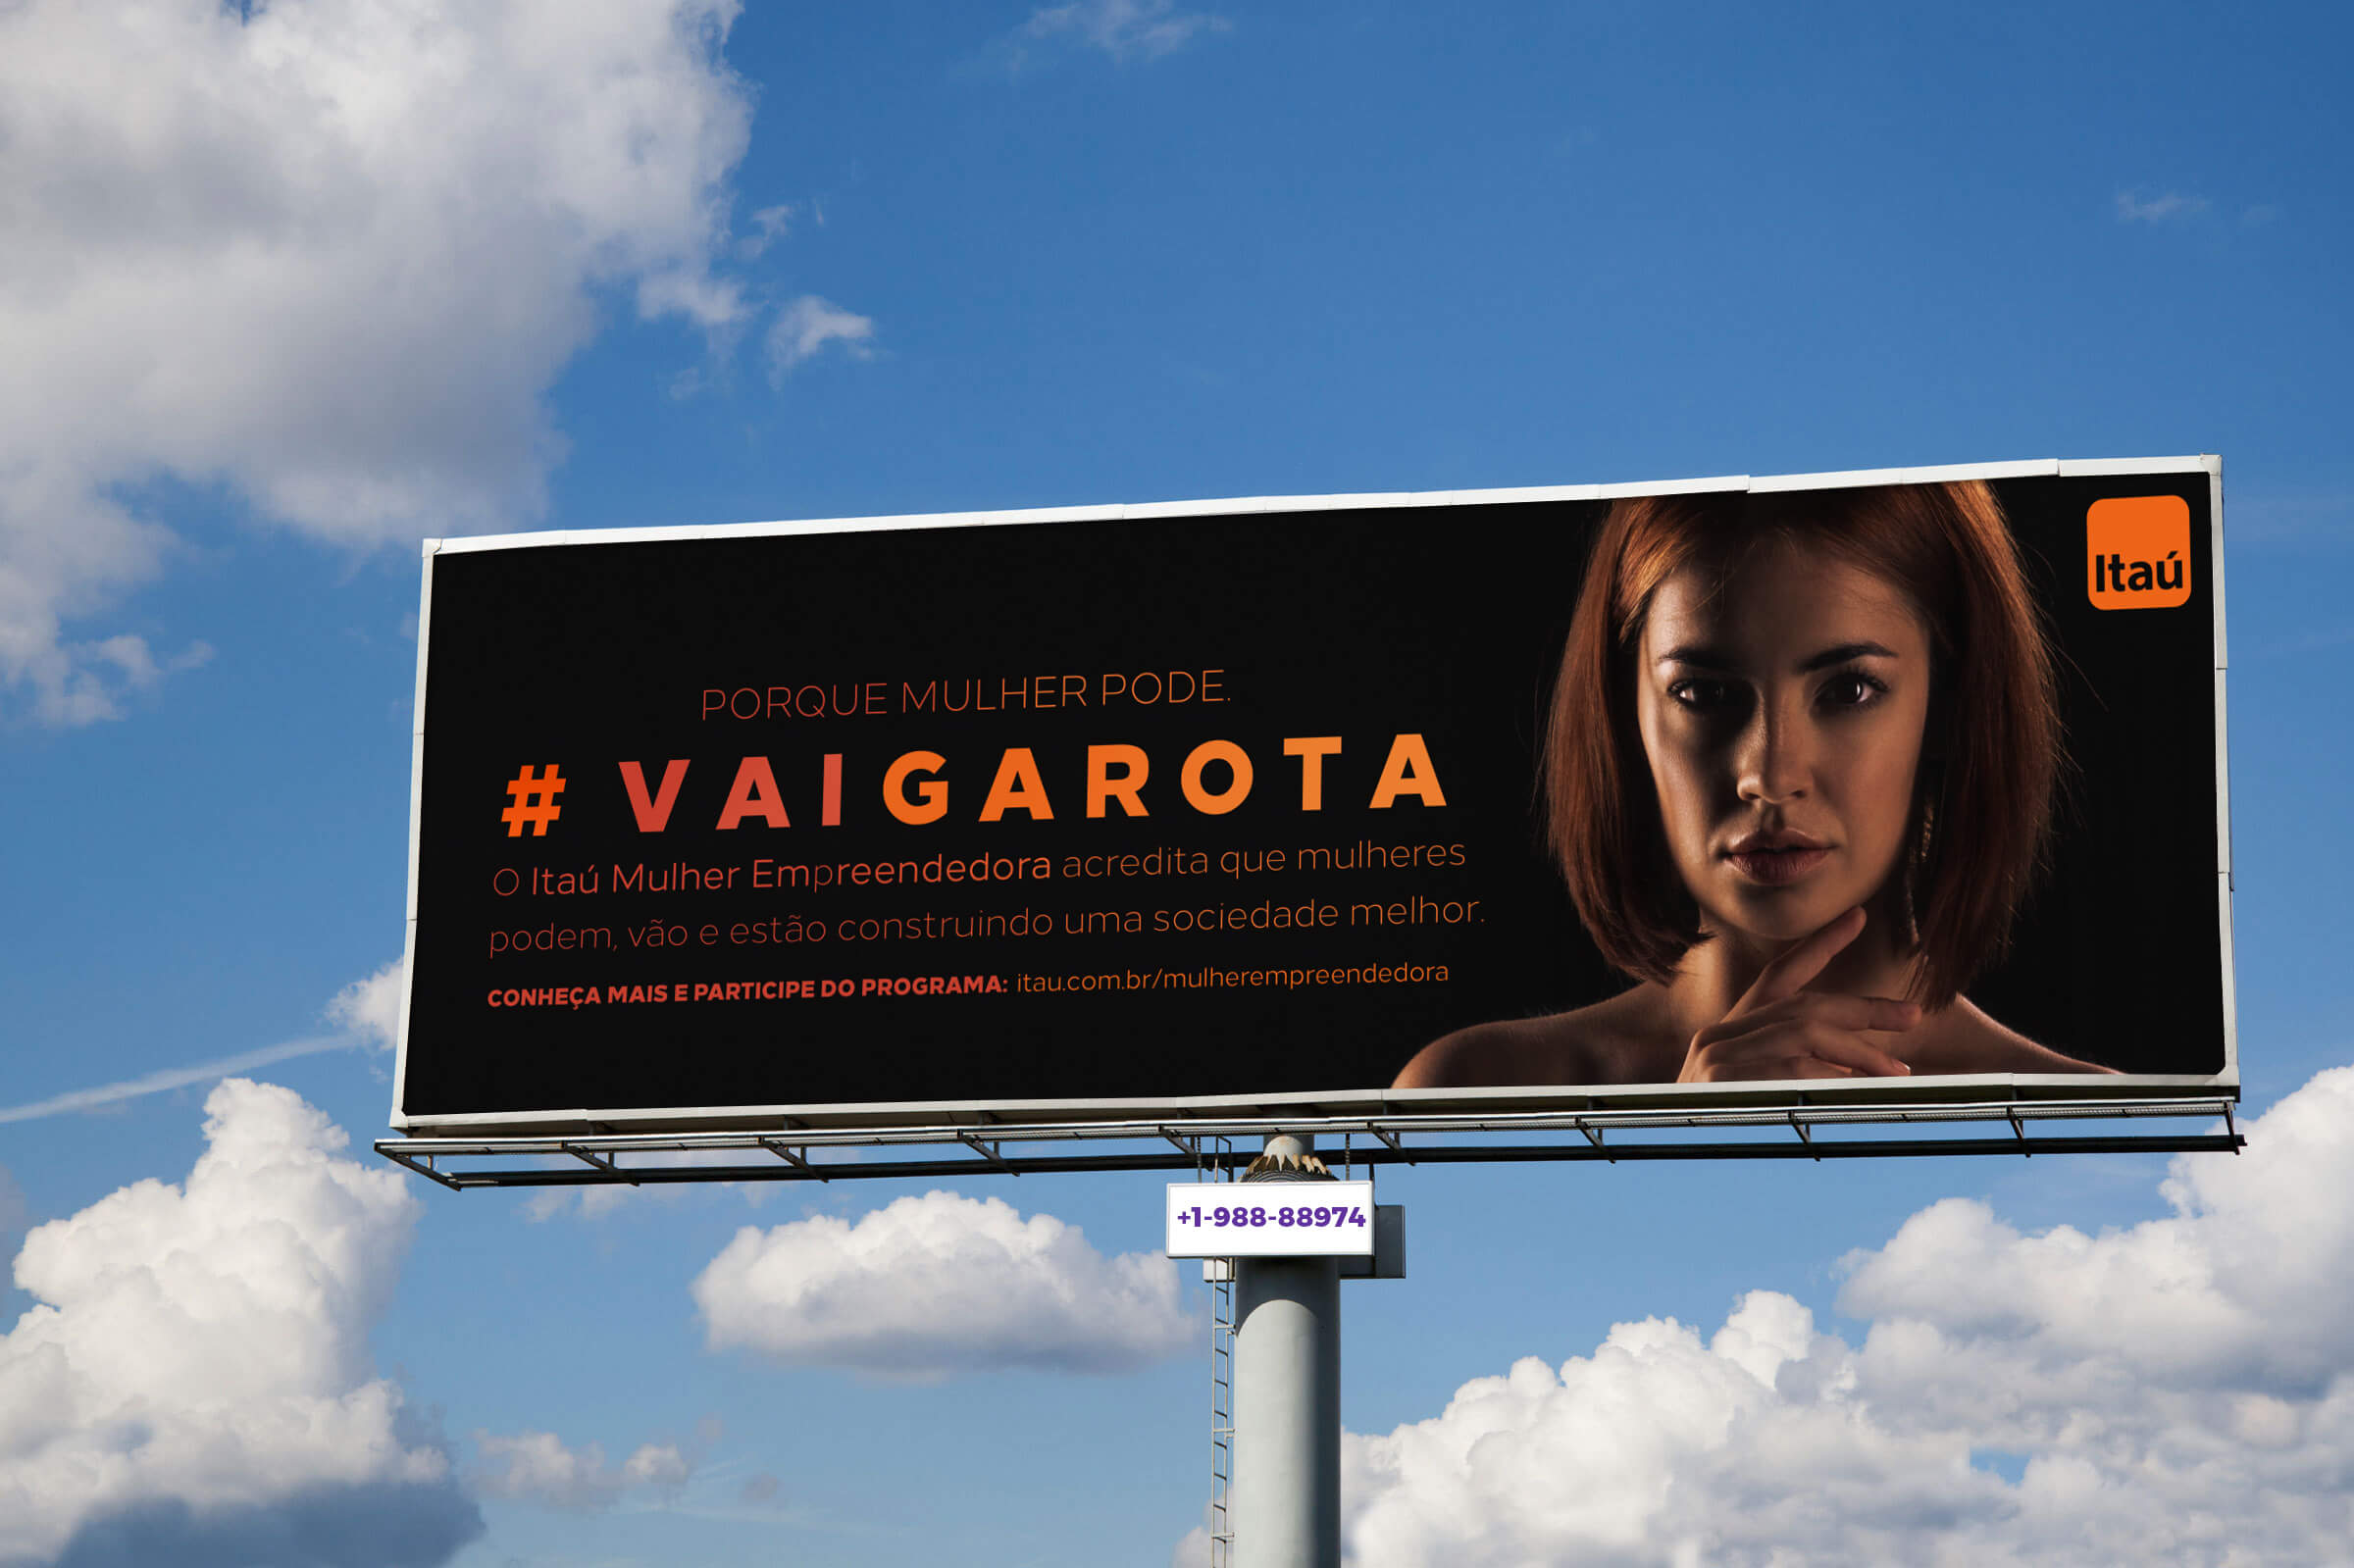 Itaú
PORQUE MULHER PODE.
# VAIGAROTA
O Itaú Mulher Empreendedora acredita que mulheres
podem, vão e estão construindo uma sociedade melhor.
CONHEÇA MAIS E PARTICIPE DO PROGRAMA: itau.com.br/mulherempreendedora
+1-988-88974